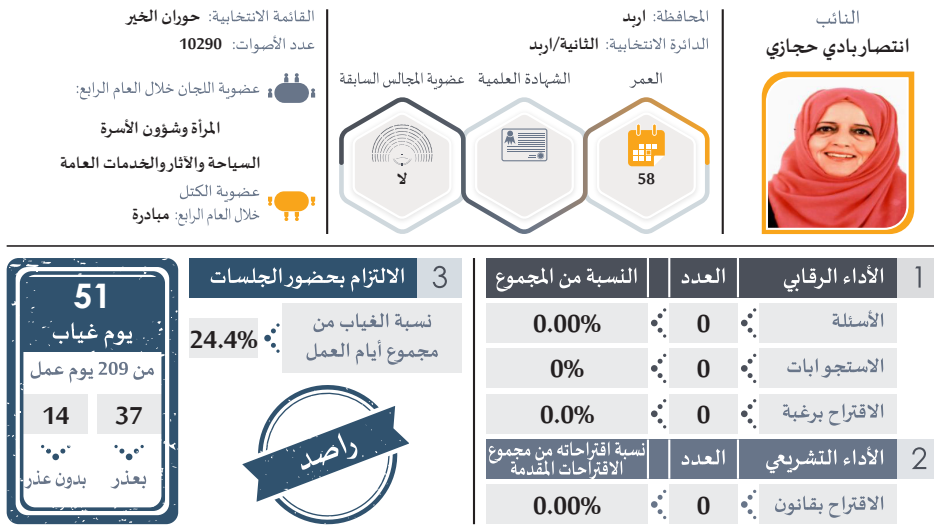 النائب
انتصار بادي حجازي
المحافظة: اربد
الدائرة الانتخابية: الثانية/اربد
العمر
58
الشهادة العلمية
عضوية المجالس السابقة
لا
القائمة الانتخابية: حوران الخير
عدد الأصوات: 10290
عضوية اللجان خلال العام الرابع:
المرأة وشؤون الأسرة
السياحة والآثار والخدمات العامة
عضوية الكتل
خلال العام الرابع: مبادرة
1 الأداء الرقابي العدد النسبة من المجموع
الأسئلة 0 0.00%
الاستجوابات 0 0%
الاقتراح برغبة 0 0.0%
2 الأداء التشريعي العدد نسبة اقتراحاته من مجموع
الاقتراحات المقدمة
الاقتراح بقانون 0 0.00%
3 الالتزام بحضور الجلسات
نسبة الغياب من
مجموع أيام العمل
24.4%
راصد
51
يوم غياب
من 209 يوم عمل
37 14
بعذر بدون عذر